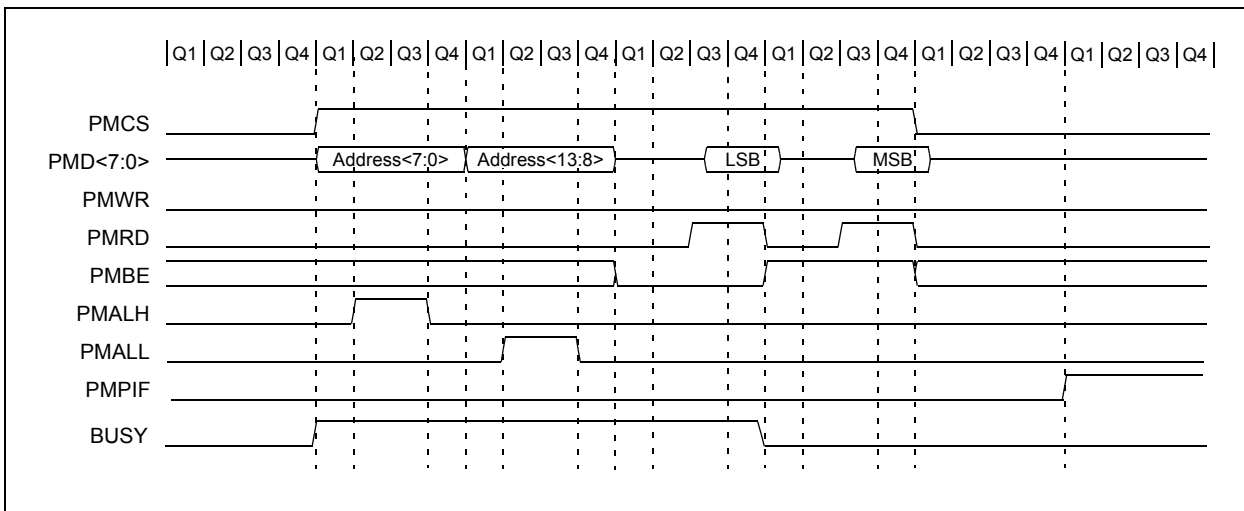 Q1 Q2 Q3 Q4 Q1 Q2 Q3 Q4 Q1 Q2 Q3 Q4 Q1 Q2 Q3 Q4 Q1 Q2 Q3 Q4 Q1 Q2 Q3 Q4 Q1 Q2 Q3 Q4
PMCS
PMD<7:0> Address<7:0> Address<13:8> LSB MSB
PMWR
PMRD
PMBE
PMALH
PMALL
PMPIF
BUSY